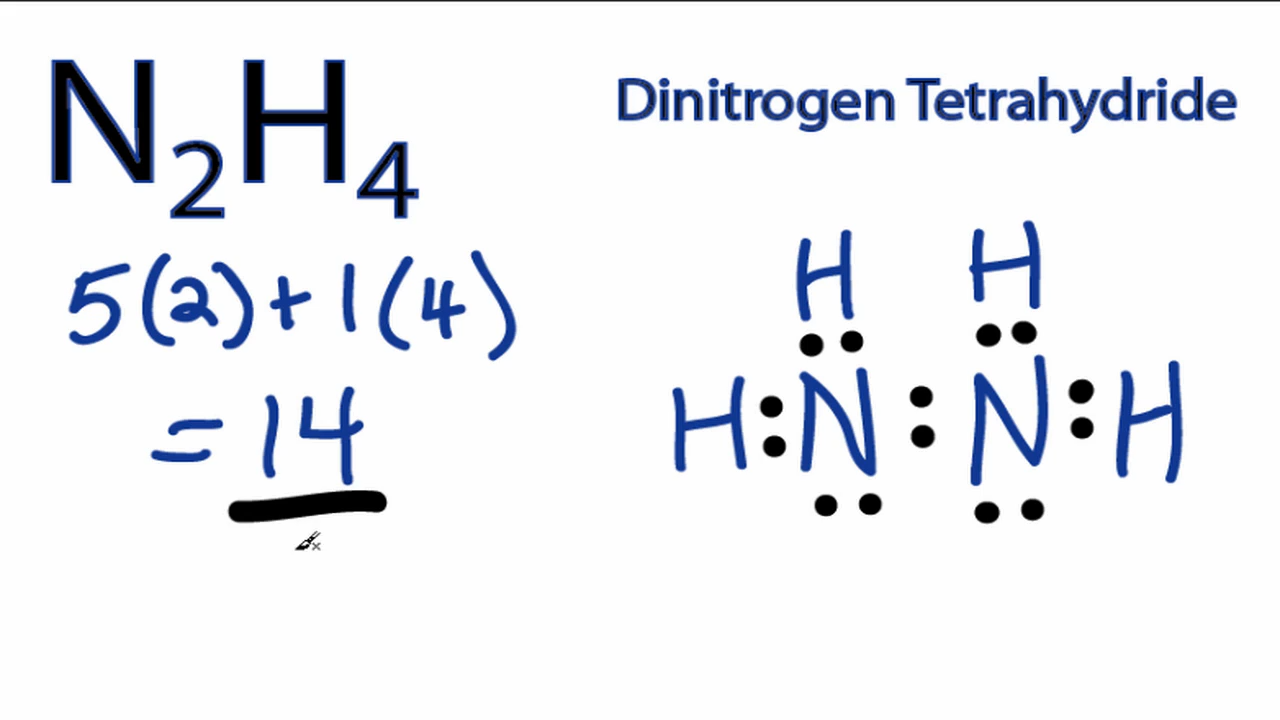 N₂H₄
Dinitrogen Tetrahydride
5(2)+1(4)
=14
H H
H:N:N:H